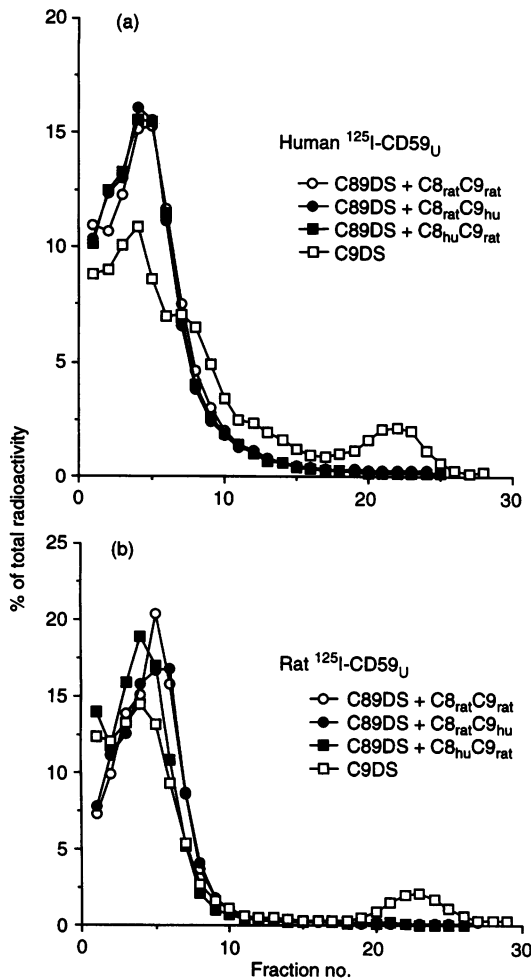 (a)
20
15
10
5
0
0 10 20 30
Human ¹²⁵I-CD59ᵤ
C89DS + C8ratC9rat
C89DS + C8ratC9hu
C89DS + C8huC9rat
C9DS
% of total radioactivity
(b)
25
20
15
10
5
0
0 10 20 30
Rat ¹²⁵I-CD59ᵤ
C89DS + C8ratC9rat
C89DS + C8ratC9hu
C89DS + C8huC9rat
C9DS
Fraction no.